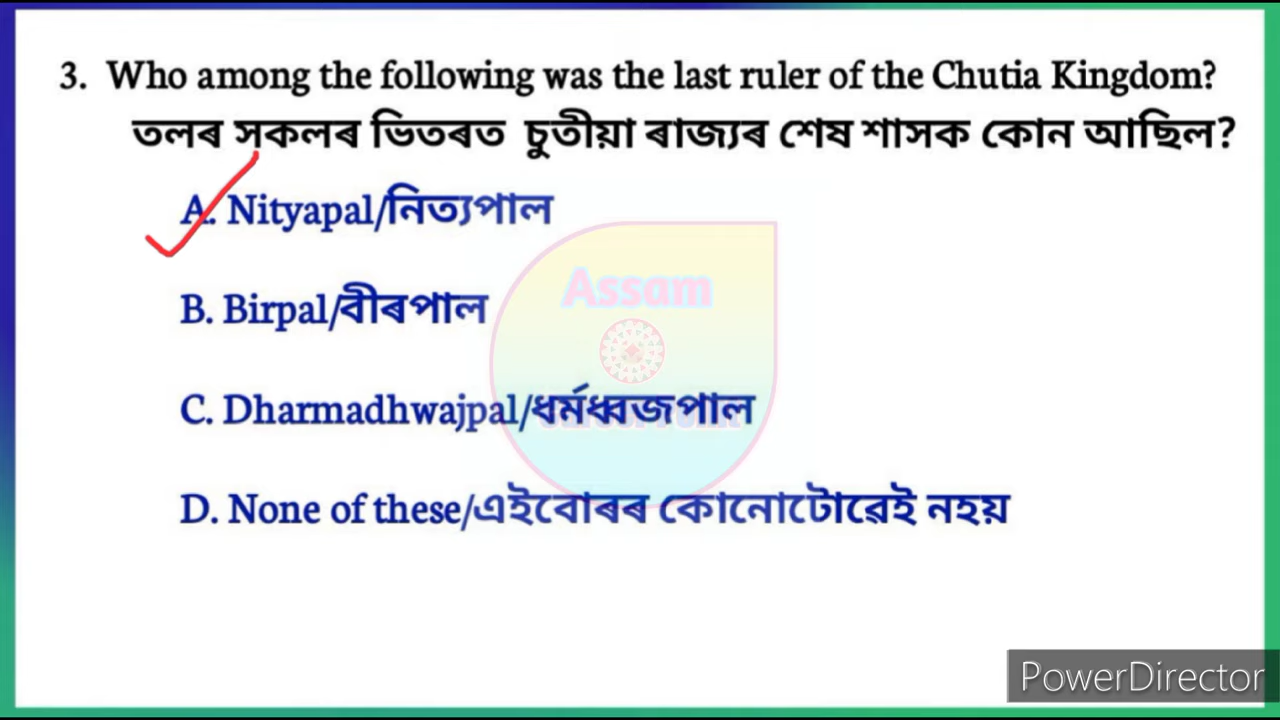 3. Who among the following was the last ruler of the Chutia Kingdom?
তলৰ সকলৰ ভিতৰত চুতীয়া ৰাজ্যৰ শেষ শাসক কোন আছিল?
A. Nityapal/নিত্যপাল
B. Birpal/বীৰপাল
Assam
C. Dharmadhwajpal/ধৰ্মধ্বজপাল
D. None of these/এইবোৰৰ কোনোটোৱেই নহয়
PowerDirector